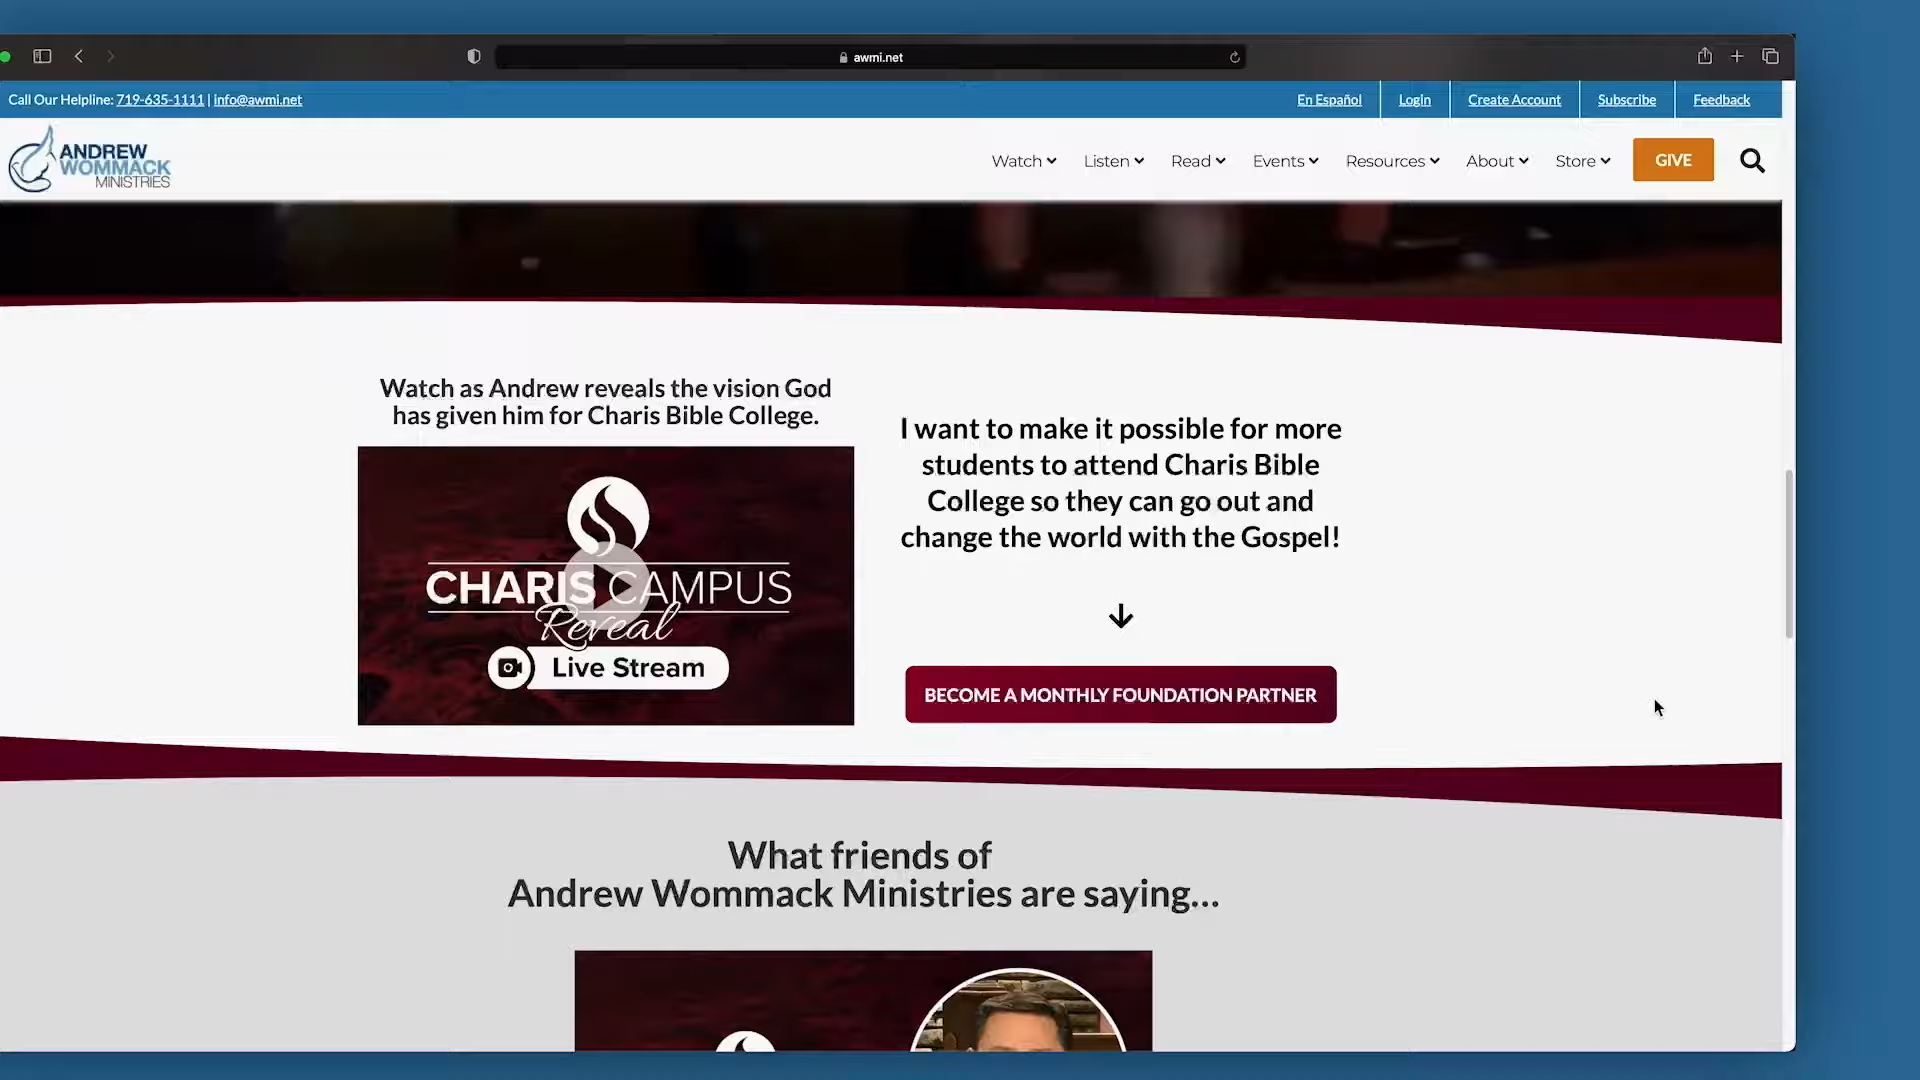 awmi.net
Call Our Helpline: 719-635-1111 | info@awmi.net
En Español
Login
Create Account
Subscribe
Feedback
ANDREW
WOMMACK
MINISTRIES
Watch
Listen
Read
Events
Resources
About
Store
GIVE
Watch as Andrew reveals the vision God
has given him for Charis Bible College.
CHARIS CAMPUS
Reveal
Live Stream
I want to make it possible for more
students to attend Charis Bible
College so they can go out and
change the world with the Gospel!
BECOME A MONTHLY FOUNDATION PARTNER
What friends of
Andrew Wommack Ministries are saying...